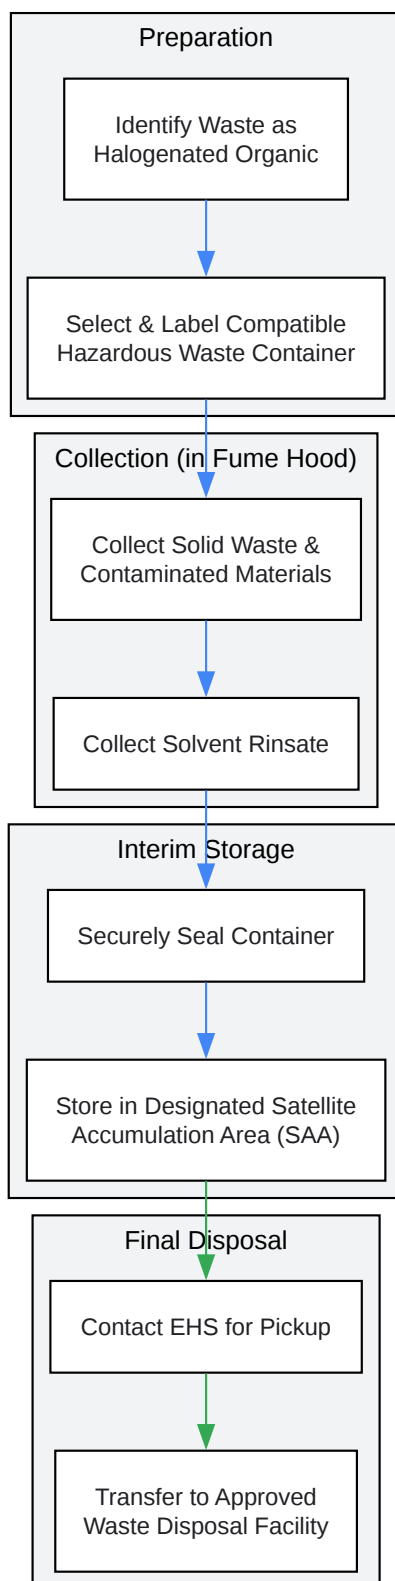 Preparation
Identify Waste as
Halogenated Organic
Select & Label Compatible
Hazardous Waste Container
Collection (in Fume Hood)
Collect Solid Waste &
Contaminated Materials
Collect Solvent Rinsate
Interim Storage
Securely Seal Container
Store in Designated Satellite
Accumulation Area (SAA)
Final Disposal
Contact EHS for Pickup
Transfer to Approved
Waste Disposal Facility